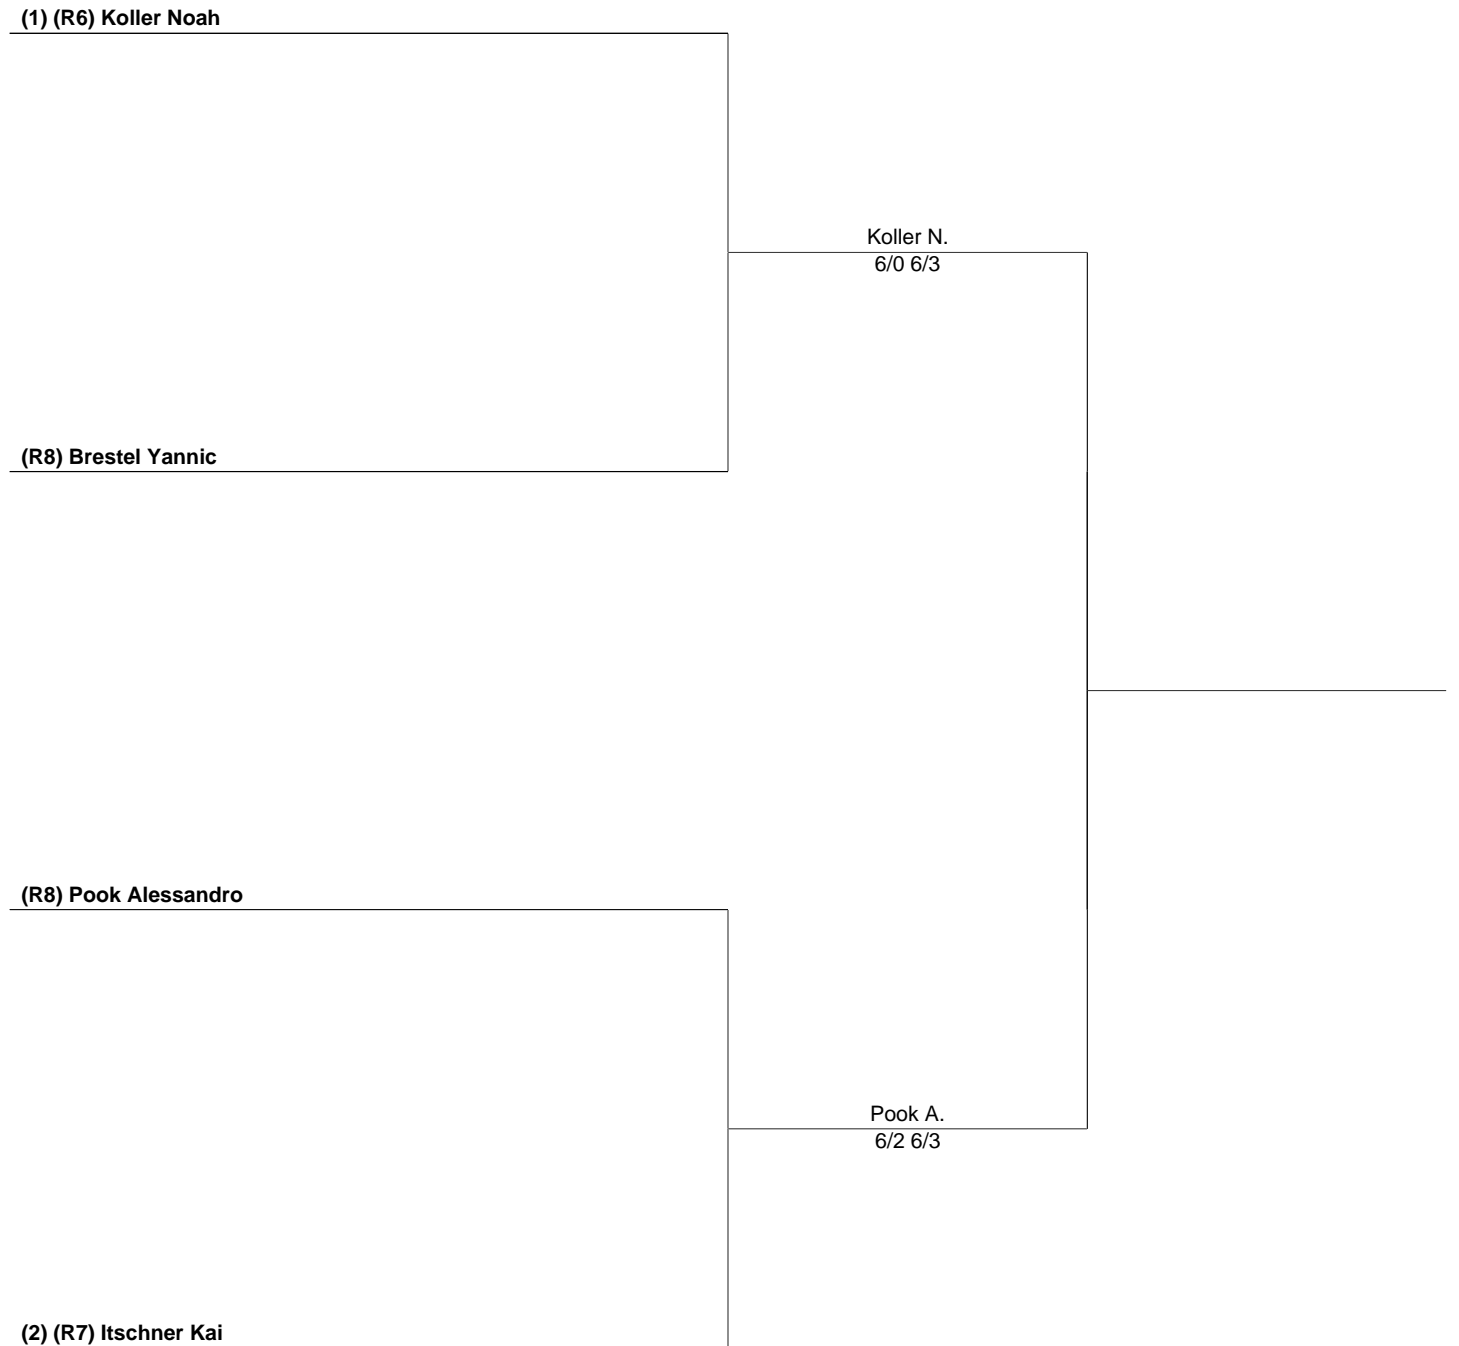 (1) (R6) Koller Noah
Koller N.
6/0 6/3
(R8) Brestel Yannic
(R8) Pook Alessandro
Pook A.
6/2 6/3
(2) (R7) Itschner Kai